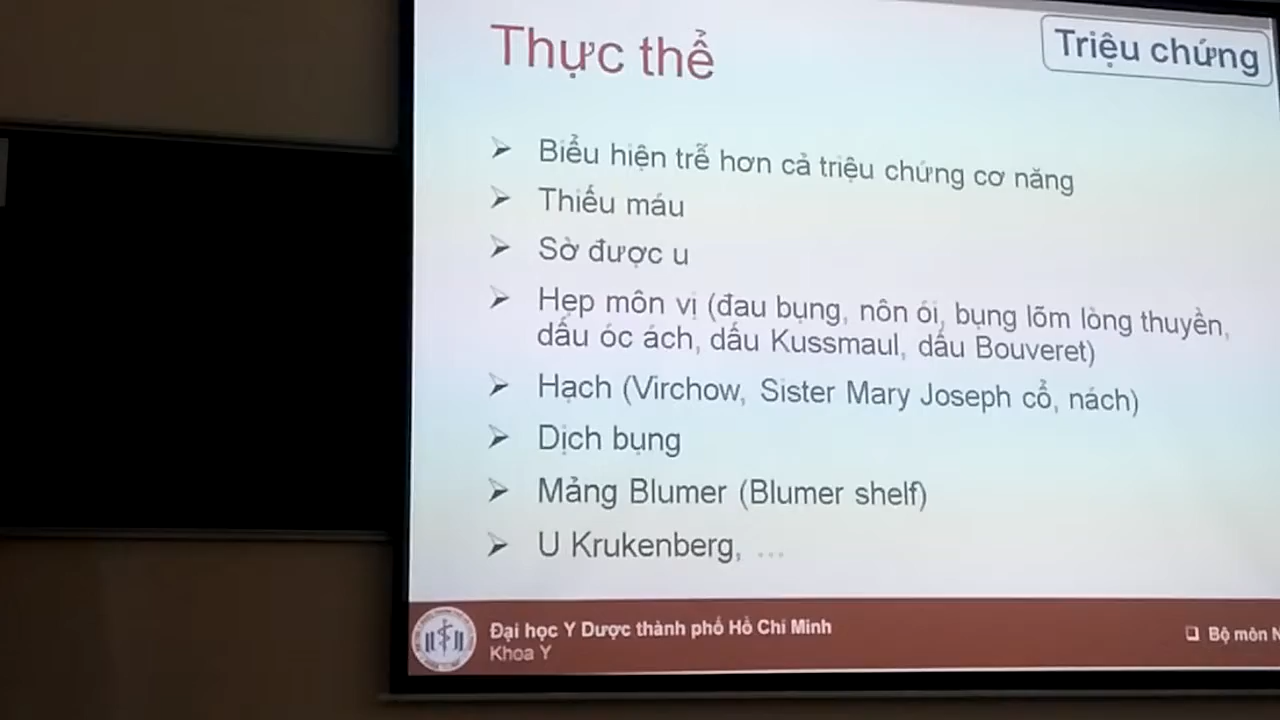 Thực thể
Triệu chứng
➢ Biểu hiện trễ hơn cả triệu chứng cơ năng
➢ Thiếu máu
➢ Sờ được u
➢ Hẹp môn vị (đau bụng, nôn ói, bụng lõm lòng thuyền,
dấu óc ách, dấu Kussmaul, dấu Bouveret)
➢ Hạch (Virchow, Sister Mary Joseph cổ, nách)
➢ Dịch bụng
➢ Mảng Blumer (Blumer shelf)
➢ U Krukenberg, ...
Đại học Y Dược thành phố Hồ Chí Minh
Khoa Y
❑ Bộ môn N